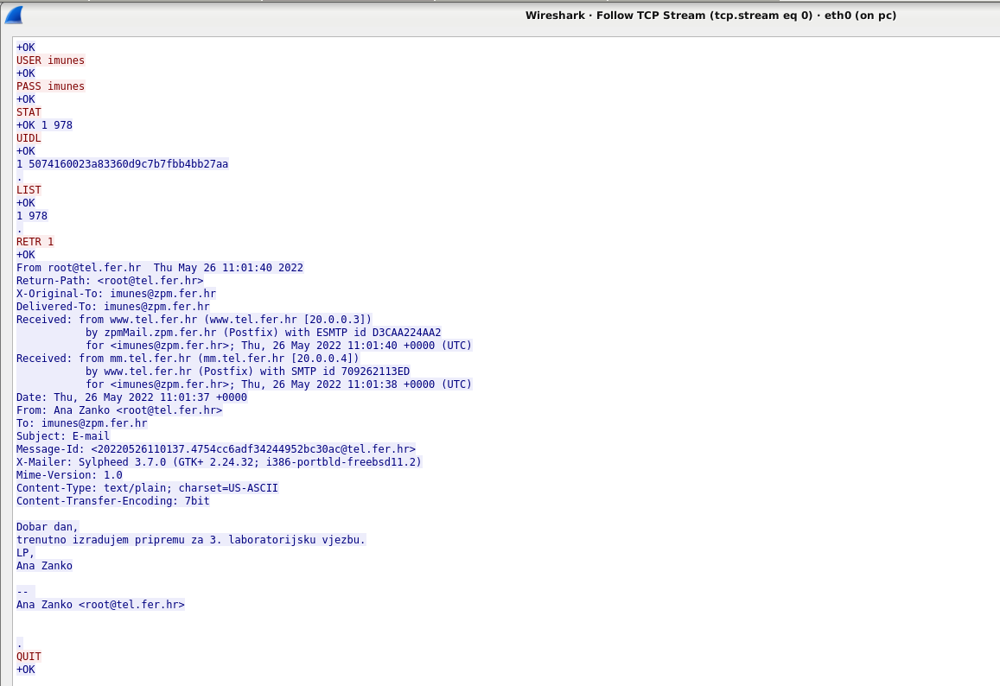 Wireshark · Follow TCP Stream (tcp.stream eq 0) · eth0 (on pc)
+OK
USER imunes
+OK
PASS imunes
+OK
STAT
+OK 1 978
UIDL
+OK
1 5074160023a83360d9c7b7fbb4bb27aa
.
LIST
+OK
1 978
.
RETR 1
+OK
From root@tel.fer.hr  Thu May 26 11:01:40 2022
Return-Path: <root@tel.fer.hr>
X-Original-To: imunes@zpm.fer.hr
Delivered-To: imunes@zpm.fer.hr
Received: from www.tel.fer.hr (www.tel.fer.hr [20.0.0.3])
by zpmMail.zpm.fer.hr (Postfix) with ESMTP id D3CAA224AA2
for <imunes@zpm.fer.hr>; Thu, 26 May 2022 11:01:40 +0000 (UTC)
Received: from mm.tel.fer.hr (mm.tel.fer.hr [20.0.0.4])
by www.tel.fer.hr (Postfix) with SMTP id 709262113ED
for <imunes@zpm.fer.hr>; Thu, 26 May 2022 11:01:38 +0000 (UTC)
Date: Thu, 26 May 2022 11:01:37 +0000
From: Ana Zanko <root@tel.fer.hr>
To: imunes@zpm.fer.hr
Subject: E-mail
Message-Id: <20220526110137.4754cc6adf34244952bc30ac@tel.fer.hr>
X-Mailer: Sylpheed 3.7.0 (GTK+ 2.24.32; i386-portbld-freebsd11.2)
Mime-Version: 1.0
Content-Type: text/plain; charset=US-ASCII
Content-Transfer-Encoding: 7bit
Dobar dan,
trenutno izradujem pripremu za 3. laboratorijsku vjezbu.
LP,
Ana Zanko
--
Ana Zanko <root@tel.fer.hr>
.
QUIT
+OK